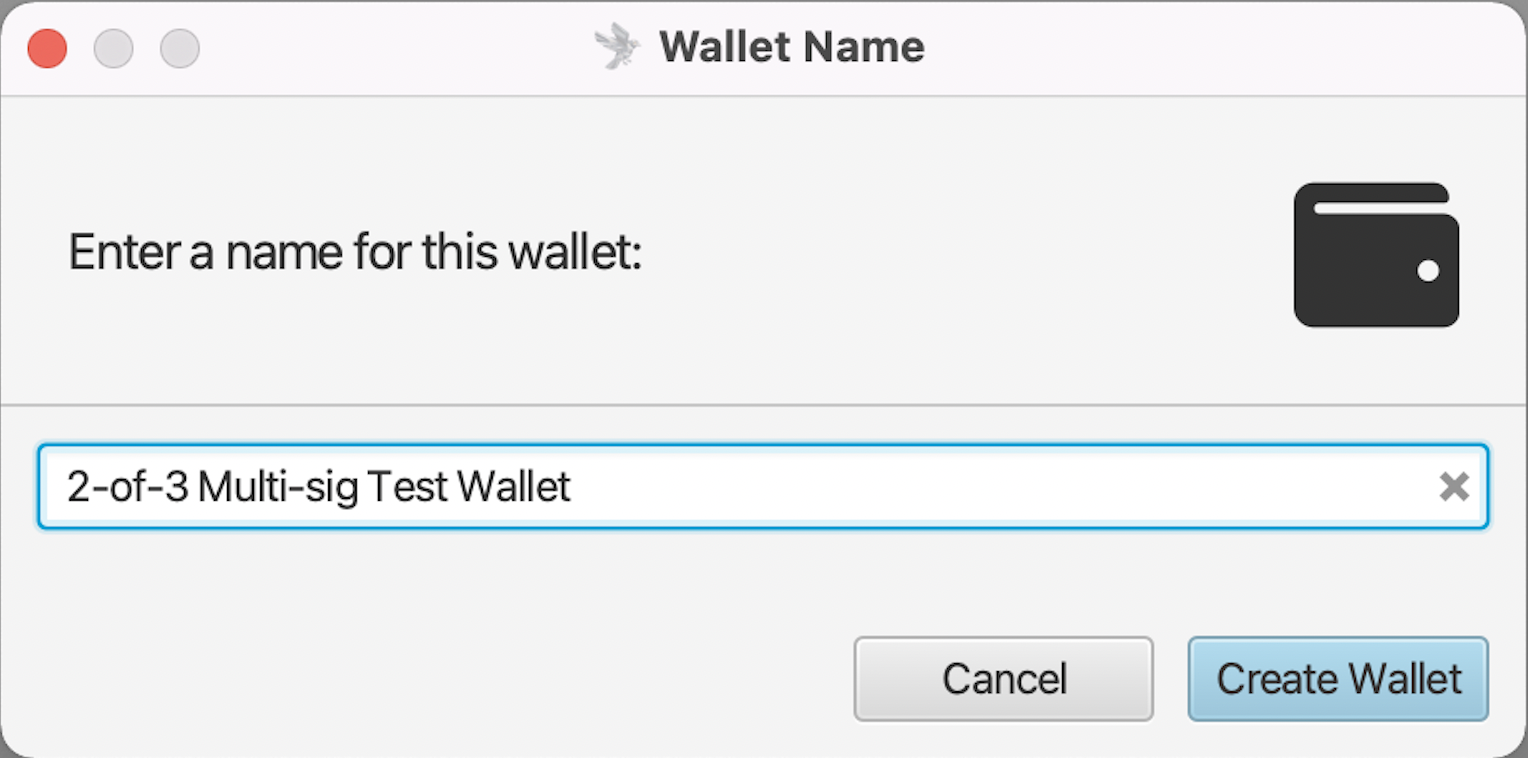 Wallet Name
Enter a name for this wallet:
2-of-3 Multi-sig Test Wallet
Cancel
Create Wallet